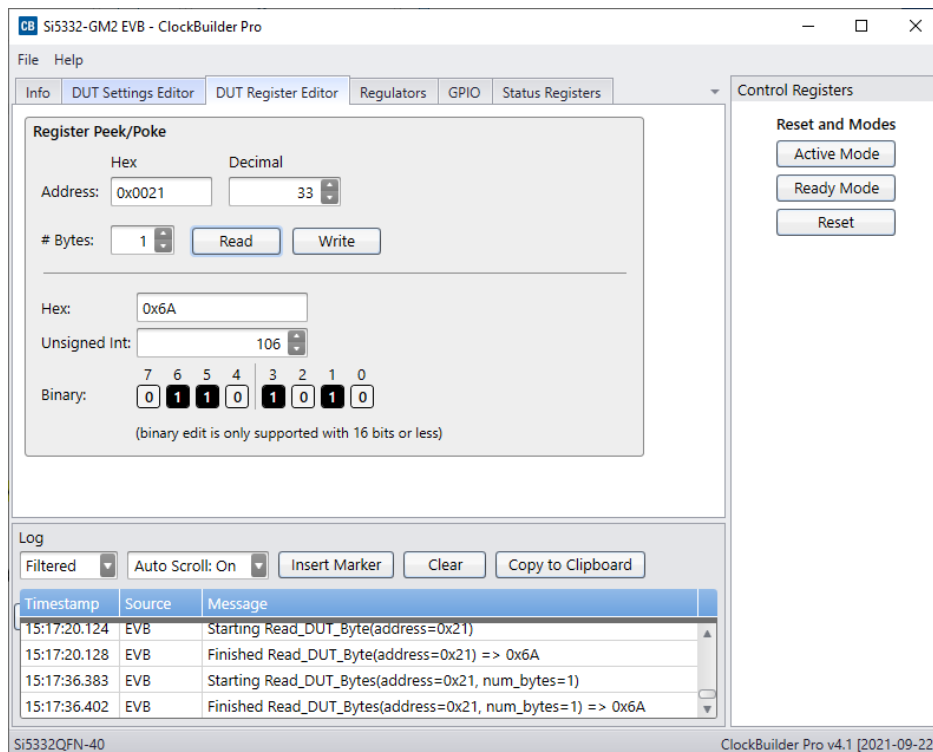 CB Si5332-GM2 EVB - ClockBuilder Pro
File Help
Info DUT Settings Editor DUT Register Editor Regulators GPIO Status Registers
Control Registers
Register Peek/Poke
Hex Decimal
Address: 0x0021 33
# Bytes: 1 Read Write
Hex: 0x6A
Unsigned Int: 106
7 6 5 4 3 2 1 0
Binary: 0 1 1 0 1 0 1 0
(binary edit is only supported with 16 bits or less)
Reset and Modes
Active Mode
Ready Mode
Reset
Log
Filtered Auto Scroll: On Insert Marker Clear Copy to Clipboard
Timestamp Source Message
15:17:20.124 EVB Starting Read_DUT_Byte(address=0x21)
15:17:20.128 EVB Finished Read_DUT_Byte(address=0x21) => 0x6A
15:17:36.383 EVB Starting Read_DUT_Bytes(address=0x21, num_bytes=1)
15:17:36.402 EVB Finished Read_DUT_Bytes(address=0x21, num_bytes=1) => 0x6A
Si5332QFN-40 ClockBuilder Pro v4.1 [2021-09-22